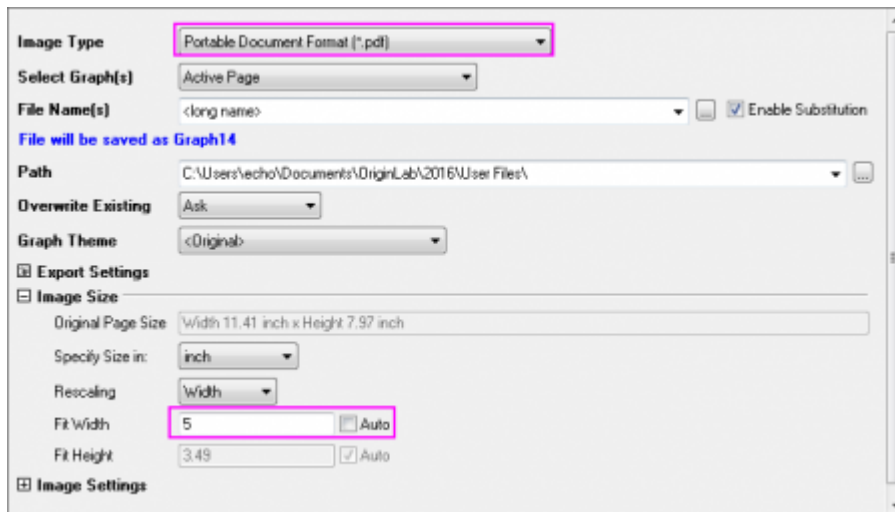 Image Type Portable Document Format (*.pdf)
Select Graph(s) Active Page
File Name(s) <long name> ... Enable Substitution
File will be saved as Graph14
Path C:\Users\echo\Documents\OriginLab\2016\User Files\ ...
Overwrite Existing Ask
Graph Theme <Original>
Export Settings
Image Size
Original Page Size Width 11.41 inch x Height 7.97 inch
Specify Size in: inch
Rescaling Width
Fit Width 5 Auto
Fit Height 3.49 Auto
Image Settings